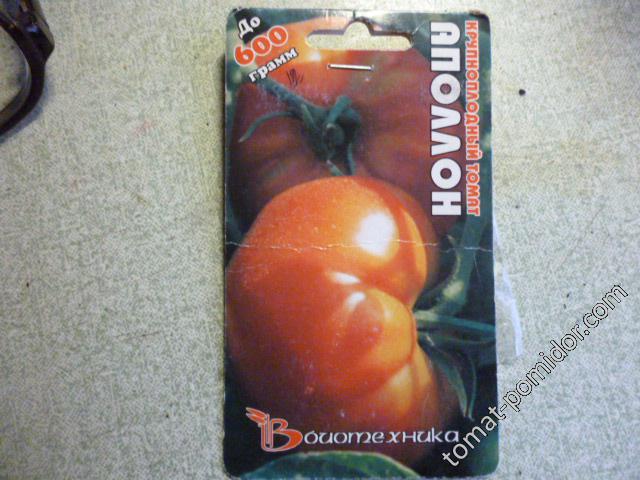 До
600
грамм
КРУПНОПЛОДНЫЙ ТОМАТ
АПОЛЛОН
Биотехника
tomat-pomidor.com